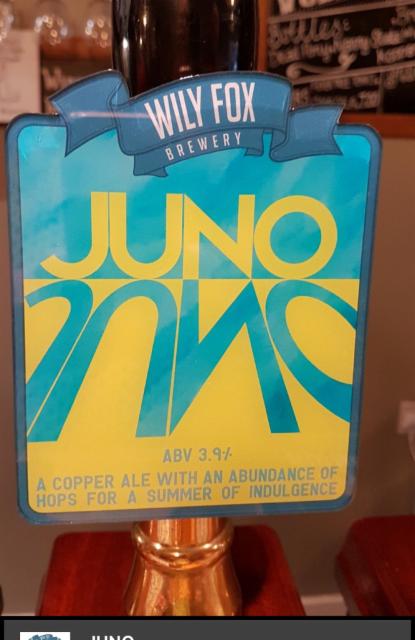 WILY FOX
BREWERY
JUNO
ABV 3.9%
A COPPER ALE WITH AN ABUNDANCE OF
HOPS FOR A SUMMER OF INDULGENCE
JUNO